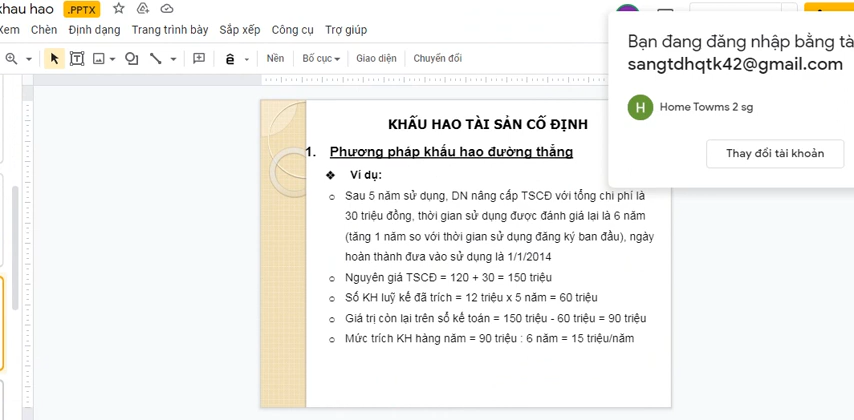 khau hao .PPTX
Xem Chèn Định dạng Trang trình bày Sắp xếp Công cụ Trợ giúp
Nền Bố cục Giao diện Chuyển đổi
Bạn đang đăng nhập bằng tà
sangtdhqtk42@gmail.com
H Home Towms 2 sg
Thay đổi tài khoản
KHẤU HAO TÀI SẢN CỐ ĐỊNH
1. Phương pháp khấu hao đường thẳng
❖ Ví dụ:
o Sau 5 năm sử dụng, DN nâng cấp TSCĐ với tổng chi phí là
30 triệu đồng, thời gian sử dụng được đánh giá lại là 6 năm
(tăng 1 năm so với thời gian sử dụng đăng ký ban đầu), ngày
hoàn thành đưa vào sử dụng là 1/1/2014
o Nguyên giá TSCĐ = 120 + 30 = 150 triệu
o Số KH luỹ kế đã trích = 12 triệu x 5 năm = 60 triệu
o Giá trị còn lại trên sổ kế toán = 150 triệu - 60 triệu = 90 triệu
o Mức trích KH hàng năm = 90 triệu : 6 năm = 15 triệu/năm